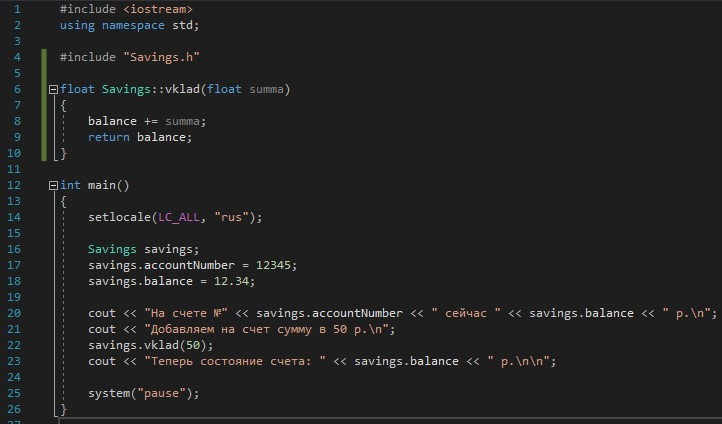 1 #include <iostream>
2 using namespace std;
3
4 #include "Savings.h"
5
6 float Savings::vklad(float summa)
7 {
8 balance += summa;
9 return balance;
10 }
11
12 int main()
13 {
14 setlocale(LC_ALL, "rus");
15
16 Savings savings;
17 savings.accountNumber = 12345;
18 savings.balance = 12.34;
19
20 cout << "На счете №" << savings.accountNumber << " сейчас " << savings.balance << " р.\n";
21 cout << "Добавляем на счет сумму в 50 р.\n";
22 savings.vklad(50);
23 cout << "Теперь состояние счета: " << savings.balance << " р.\n\n";
24
25 system("pause");
26 }
27